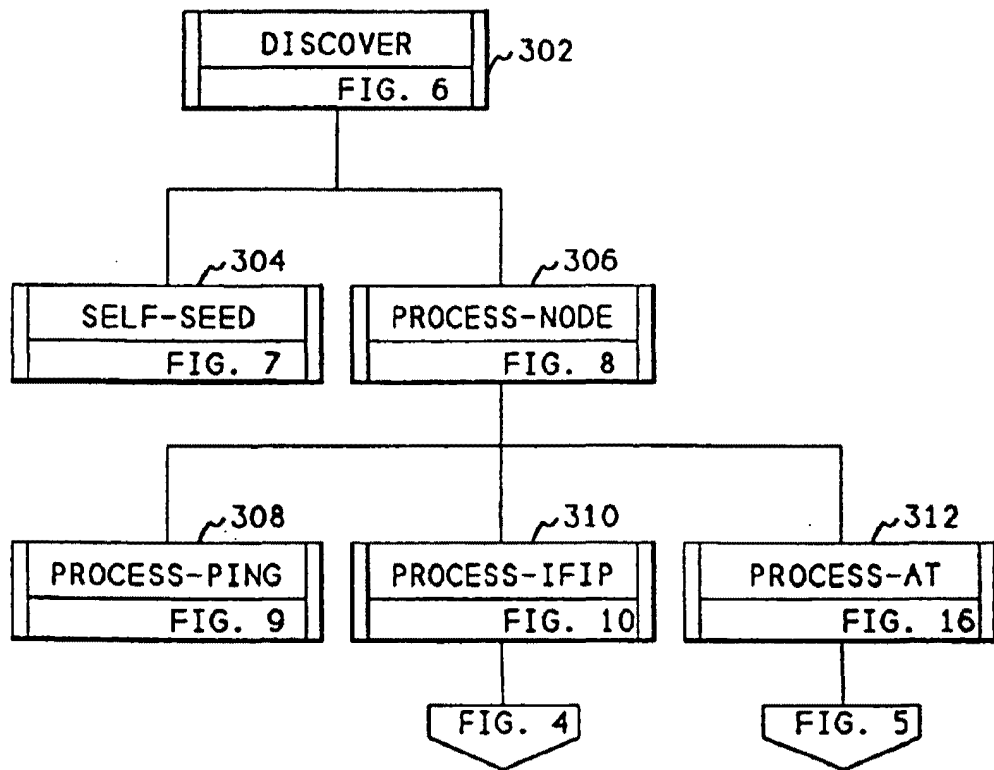 DISCOVER
302
FIG. 6
304
306
SELF-SEED
PROCESS-NODE
FIG. 7
FIG. 8
308
310
312
PROCESS-PING
PROCESS-IFIP
PROCESS-AT
FIG. 9
FIG. 10
FIG. 16
FIG. 4
FIG. 5